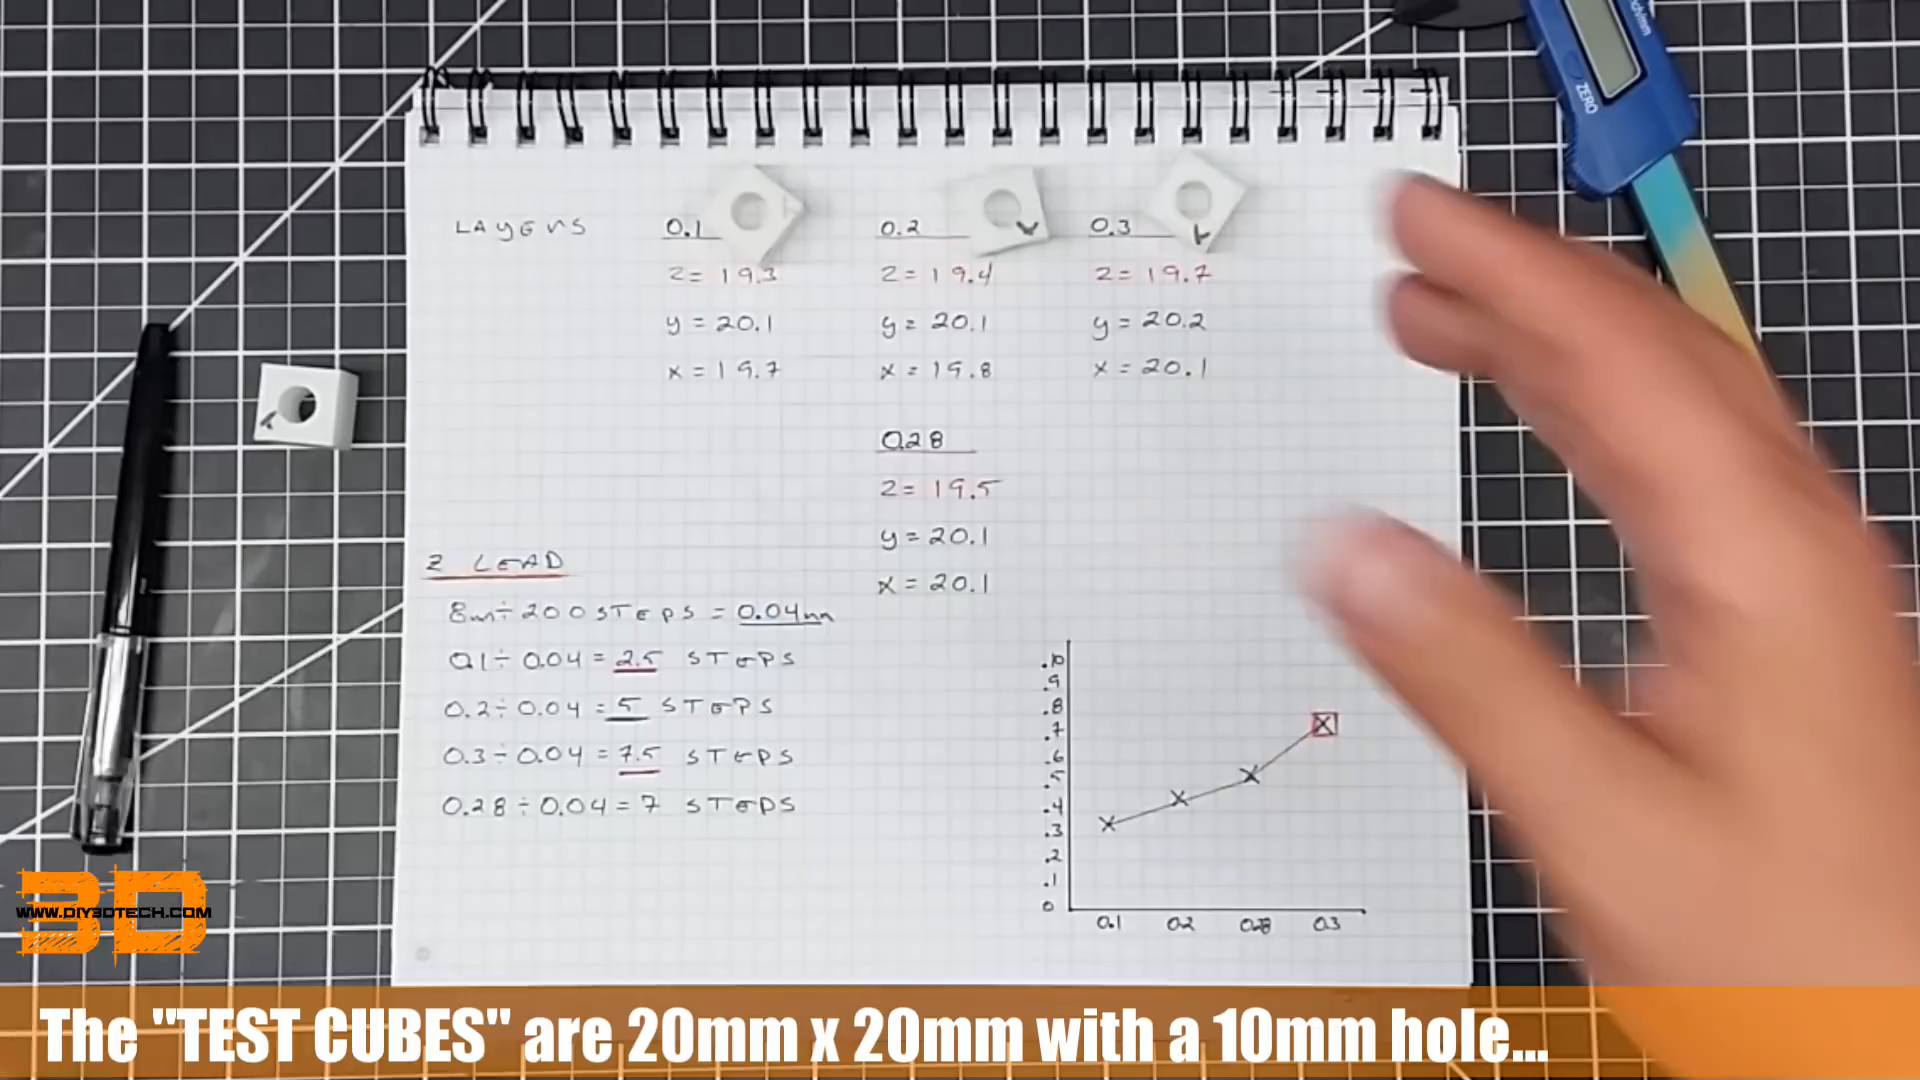 ZERO
LAYERS 0.1 0.2 0.3
Z = 19.3 Z = 19.4 Z = 19.7
y = 20.1 y = 20.1 y = 20.2
x = 19.7 x = 19.8 x = 20.1
0.28
Z = 19.5
y = 20.1
x = 20.1
Z LEAD
8m ÷ 200 STEPS = 0.04mm
0.1 ÷ 0.04 = 2.5 STEPS
0.2 ÷ 0.04 = 5 STEPS
0.3 ÷ 0.04 = 7.5 STEPS
0.28 ÷ 0.04 = 7 STEPS
.10
.9
.8
.7
.6
.5
.4
.3
.2
.1
0
0.1 0.2 0.28 0.3
3D
WWW.DIY3DTECH.COM
The "TEST CUBES" are 20mm x 20mm with a 10mm hole...